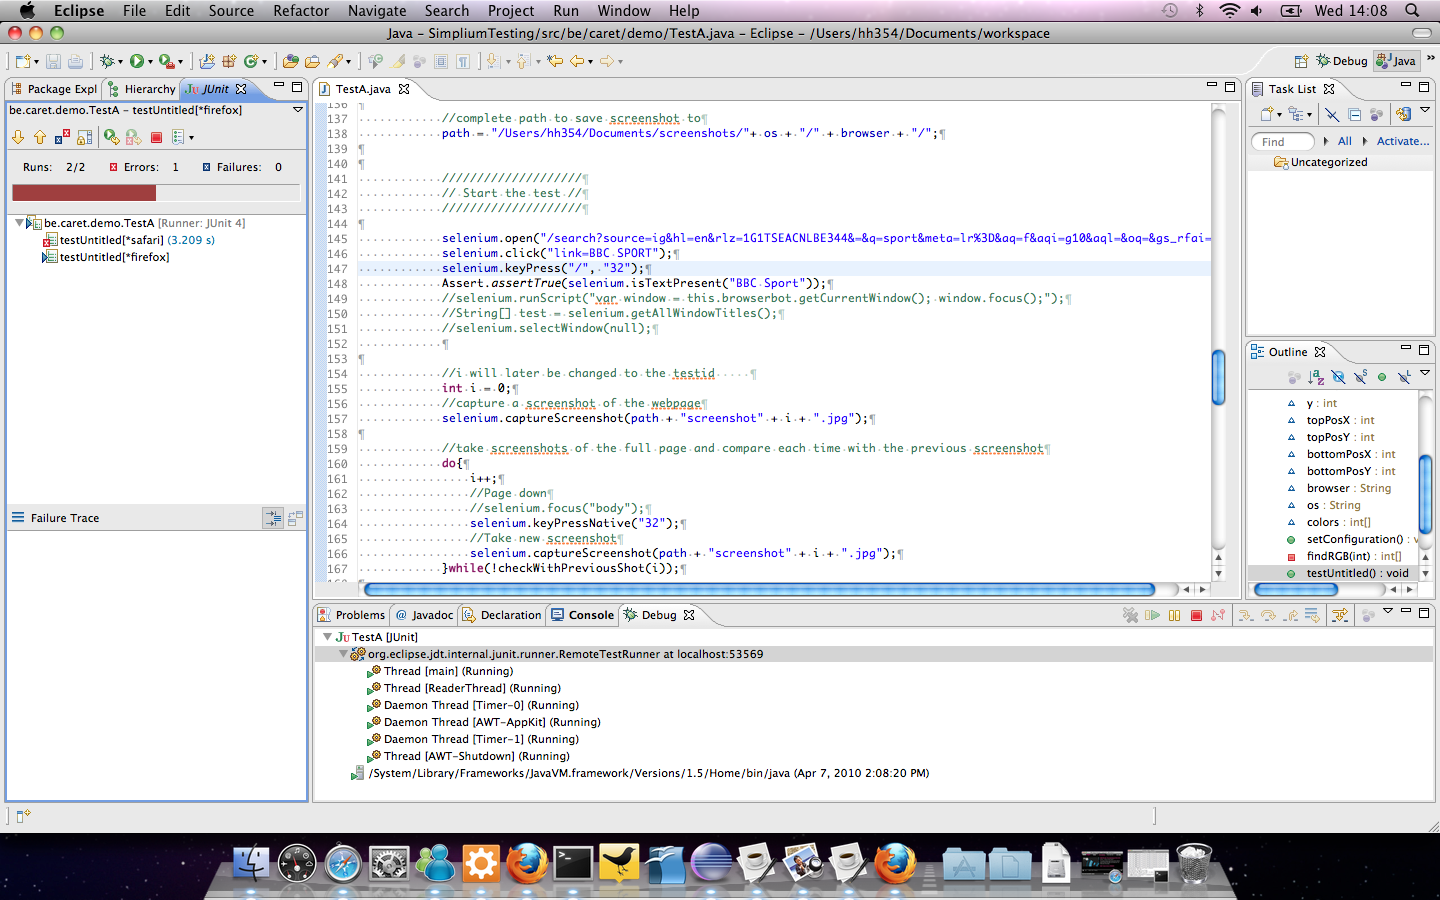 Eclipse File Edit Source Refactor Navigate Search Project Run Window Help Wed 14:08
Java - SimpliumTesting/src/be/caret/demo/TestA.java - Eclipse - /Users/hh354/Documents/workspace
Debug Java
Package Expl Hierarchy JUnit
be.caret.demo.TestA - testUntitled[*firefox]
Runs: 2/2 Errors: 1 Failures: 0
be.caret.demo.TestA [Runner: JUnit 4]
testUntitled[*safari] (3.209 s)
testUntitled[*firefox]
Failure Trace
TestA.java
136
137 //complete path to save screenshot to
138 path = "/Users/hh354/Documents/screenshots/"+ os + "/" + browser + "/";
139
140
141 ////////////////////
142 // Start the test //
143 ////////////////////
144
145 selenium.open("/search?source=ig&hl=en&rlz=1G1TSEACNLBE344&=&q=sport&meta=lr%3D&aq=f&aqi=g10&aql=&oq=&gs_rfai=
146 selenium.click("link=BBC SPORT");
147 selenium.keyPress("/", "32");
148 Assert.assertTrue(selenium.isTextPresent("BBC Sport"));
149 //selenium.runScript("var window = this.browserbot.getCurrentWindow(); window.focus();");
150 //String[] test = selenium.getAllWindowTitles();
151 //selenium.selectWindow(null);
152
153
154 //i will later be changed to the testid
155 int i = 0;
156 //capture a screenshot of the webpage
157 selenium.captureScreenshot(path + "screenshot" + i + ".jpg");
158
159 //take screenshots of the full page and compare each time with the previous screenshot
160 do{
161 i++;
162 //Page down
163 //selenium.focus("body");
164 selenium.keyPressNative("32");
165 //Take new screenshot
166 selenium.captureScreenshot(path + "screenshot" + i + ".jpg");
167 }while(!checkWithPreviousShot(i));
Task List
Find All Activate...
Uncategorized
Outline
y : int
topPosX : int
topPosY : int
bottomPosX : int
bottomPosY : int
browser : String
os : String
colors : int[]
setConfiguration() : v
findRGB(int) : int[]
testUntitled() : void
Problems @ Javadoc Declaration Console Debug
TestA [JUnit]
org.eclipse.jdt.internal.junit.runner.RemoteTestRunner at localhost:53569
Thread [main] (Running)
Thread [ReaderThread] (Running)
Daemon Thread [Timer-0] (Running)
Daemon Thread [AWT-AppKit] (Running)
Daemon Thread [Timer-1] (Running)
Thread [AWT-Shutdown] (Running)
/System/Library/Frameworks/JavaVM.framework/Versions/1.5/Home/bin/java (Apr 7, 2010 2:08:20 PM)